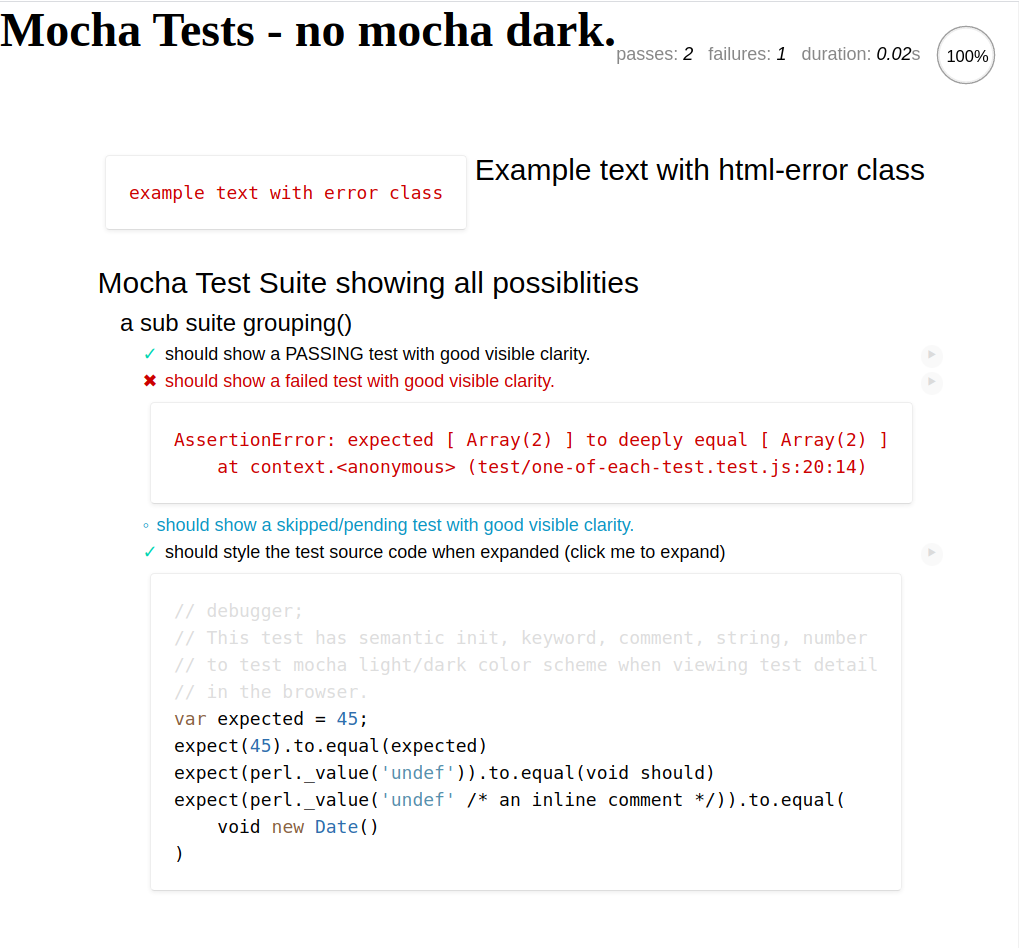 Mocha Tests - no mocha dark.
passes: 2 failures: 1 duration: 0.02s 100%
example text with error class
Example text with html-error class
Mocha Test Suite showing all possiblities
a sub suite grouping()
✓ should show a PASSING test with good visible clarity.
✖ should show a failed test with good visible clarity.
AssertionError: expected [ Array(2) ] to deeply equal [ Array(2) ]
    at context.<anonymous> (test/one-of-each-test.test.js:20:14)
◦ should show a skipped/pending test with good visible clarity.
✓ should style the test source code when expanded (click me to expand)
// debugger;
// This test has semantic init, keyword, comment, string, number
// to test mocha light/dark color scheme when viewing test detail
// in the browser.
var expected = 45;
expect(45).to.equal(expected)
expect(perl._value('undef')).to.equal(void should)
expect(perl._value('undef' /* an inline comment */)).to.equal(
    void new Date()
)